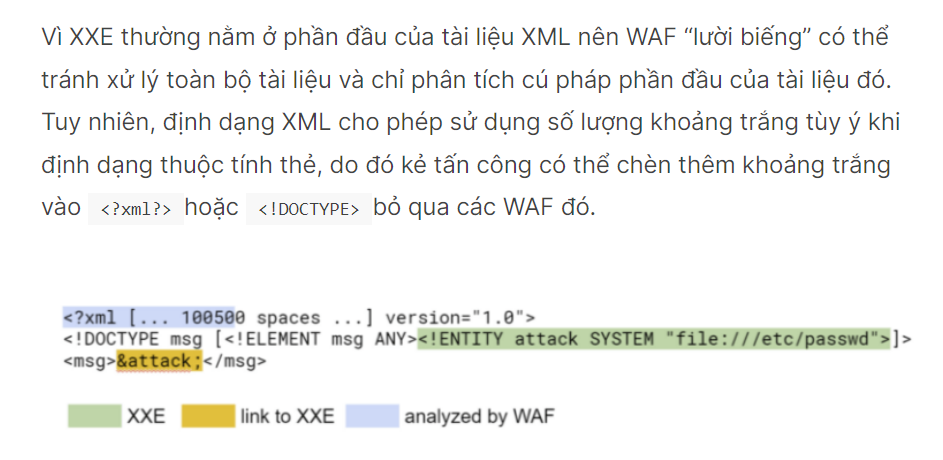 Vì XXE thường nằm ở phần đầu của tài liệu XML nên WAF “lười biếng” có thể
tránh xử lý toàn bộ tài liệu và chỉ phân tích cú pháp phần đầu của tài liệu đó.
Tuy nhiên, định dạng XML cho phép sử dụng số lượng khoảng trắng tùy ý khi
định dạng thuộc tính thẻ, do đó kẻ tấn công có thể chèn thêm khoảng trắng
vào <?xml?> hoặc <!DOCTYPE> bỏ qua các WAF đó.
<?xml [... 100500 spaces ...] version="1.0">
<!DOCTYPE msg [<!ELEMENT msg ANY><!ENTITY attack SYSTEM "file:///etc/passwd">]>
<msg>&attack;</msg>
XXE link to XXE analyzed by WAF